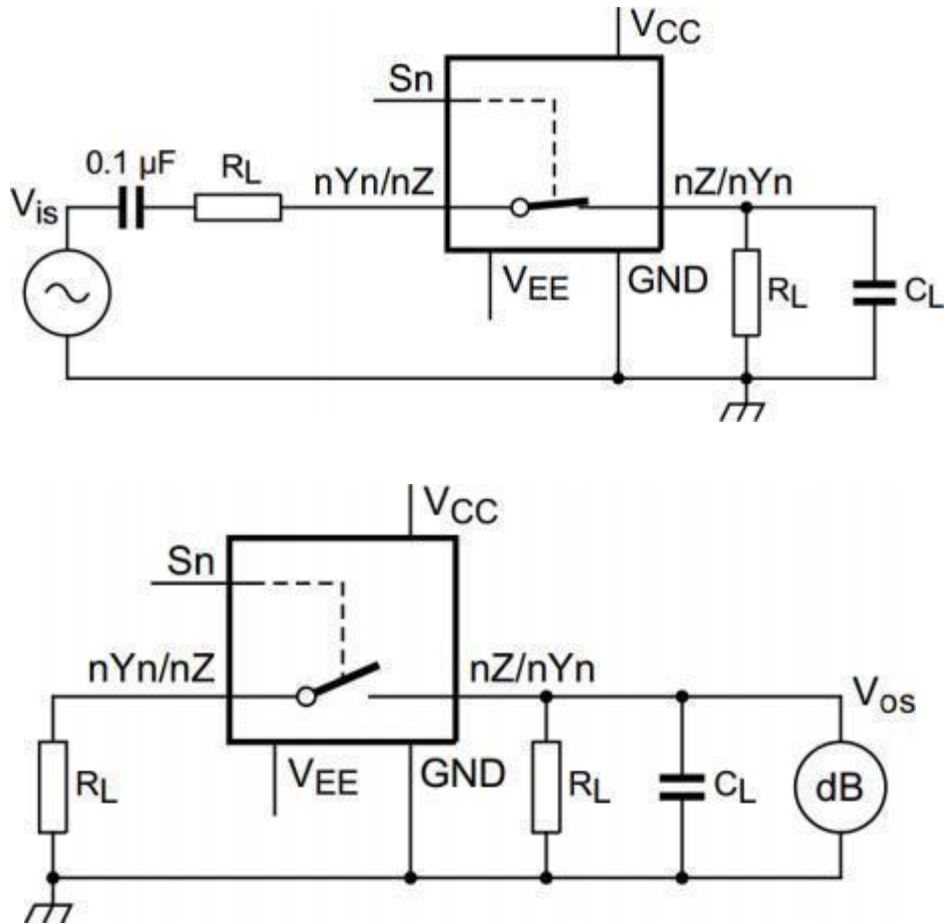 VCC
Sn
0.1 µF
RL
nYn/nZ
nZ/nYn
Vis
VEE
GND
RL
CL
VCC
Sn
nYn/nZ
nZ/nYn
Vos
RL
VEE
GND
RL
CL
dB